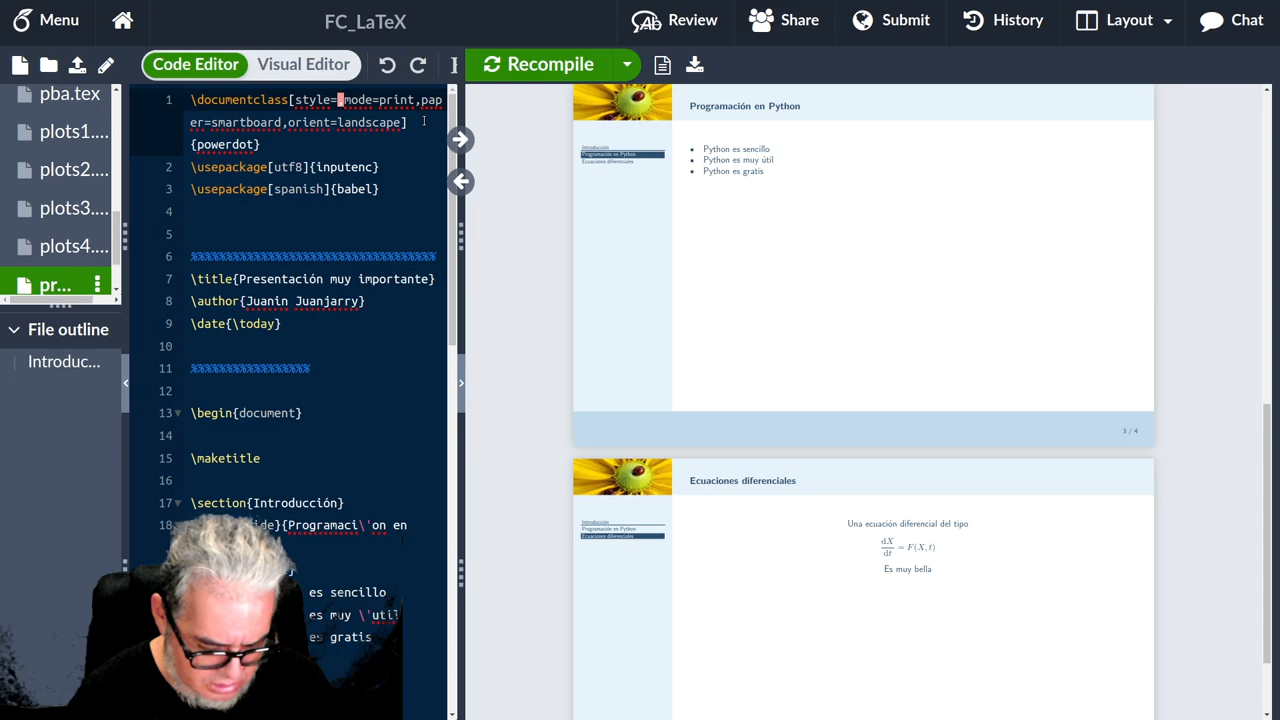 Menu
FC_LaTeX
Review
Share
Submit
History
Layout
Chat
Code Editor
Visual Editor
Recompile
pba.tex
plots1....
plots2....
plots3....
plots4....
pr...
File outline
Introduc...
1 \documentclass[style=,mode=print,pap
er=smartboard,orient=landscape]
{powerdot}
2 \usepackage[utf8]{inputenc}
3 \usepackage[spanish]{babel}
4
5
6 %%%%%%%%%%%%%%%%%%%%%%%%%%%%%%%%%%%
7 \title{Presentación muy importante}
8 \author{Juanin Juanjarry}
9 \date{\today}
10
11 %%%%%%%%%%%%%%%%%
12
13 \begin{document}
14
15 \maketitle
16
17 \section{Introducción}
18 {Programaci\'on en
es sencillo
es muy \'util
es gratis
Programación en Python
Introducción
Programación en Python
Ecuaciones diferenciales
Python es sencillo
Python es muy útil
Python es gratis
3 / 4
Ecuaciones diferenciales
Introducción
Programación en Python
Ecuaciones diferenciales
Una ecuación diferencial del tipo
dX
dt = F(X, t)
Es muy bella